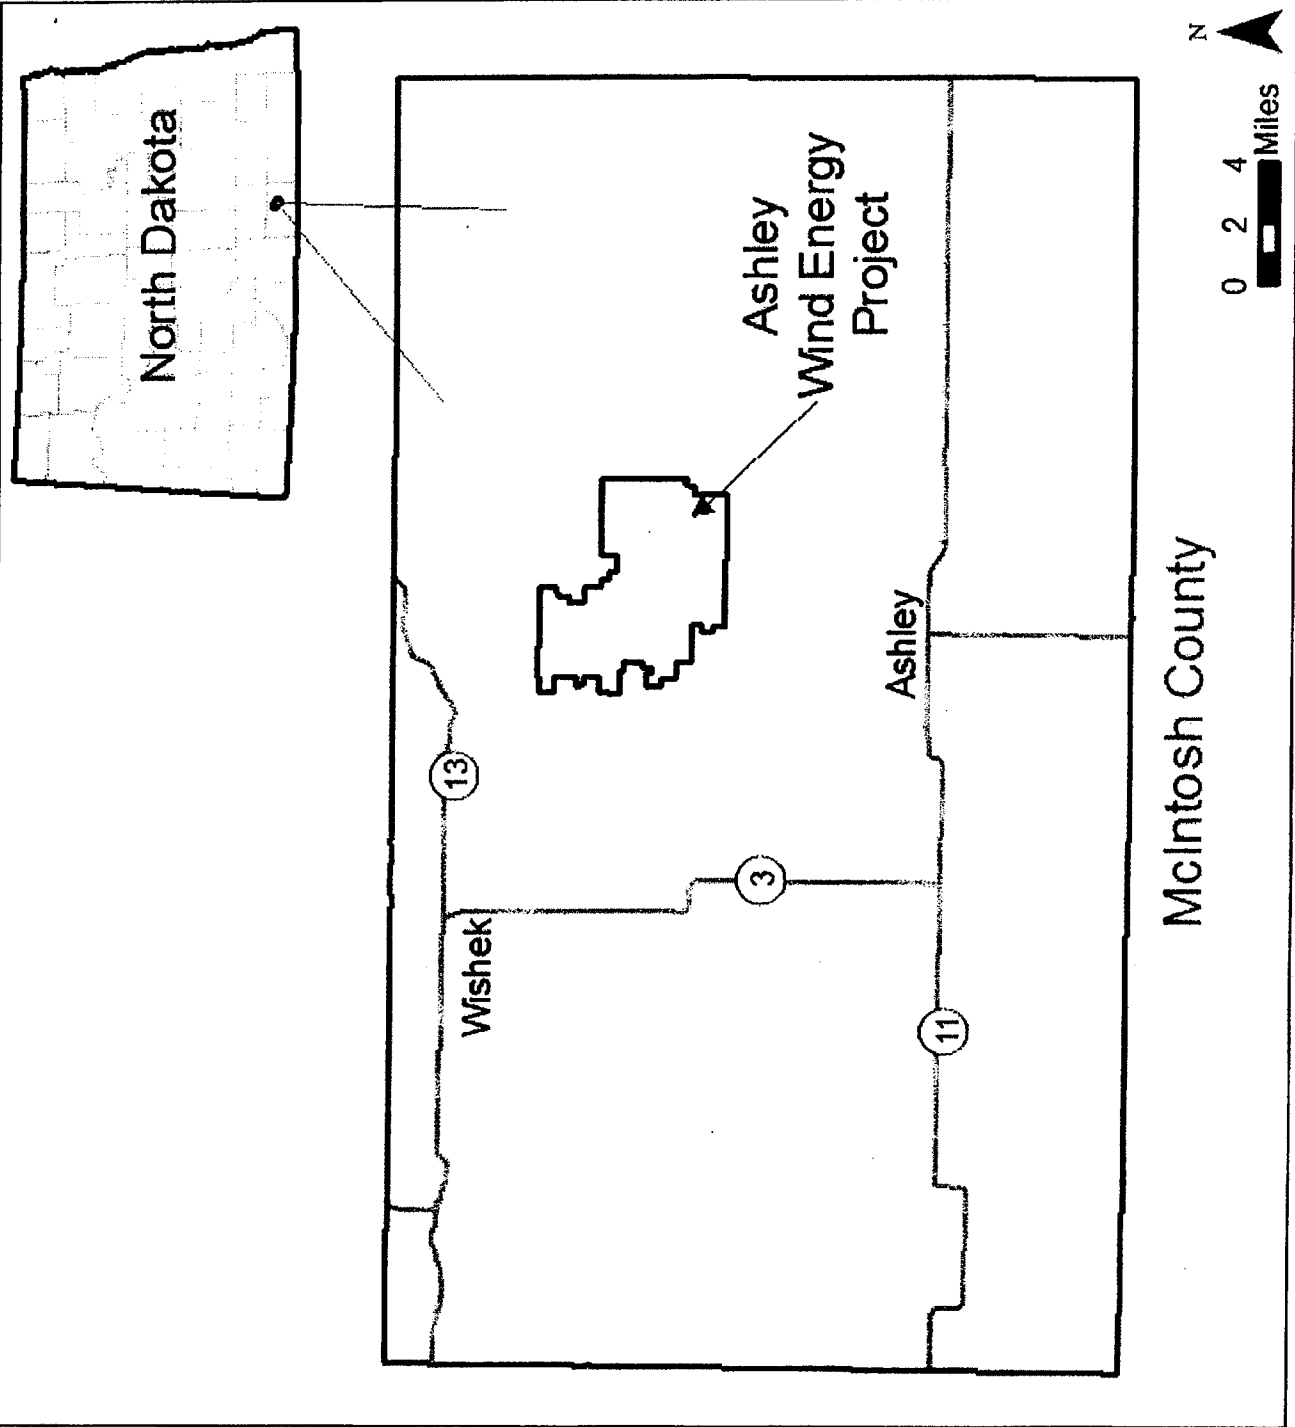 North Dakota
13
Wishek
3
Ashley
Wind Energy
Project
Ashley
11
McIntosh County
N
0 2 4
Miles